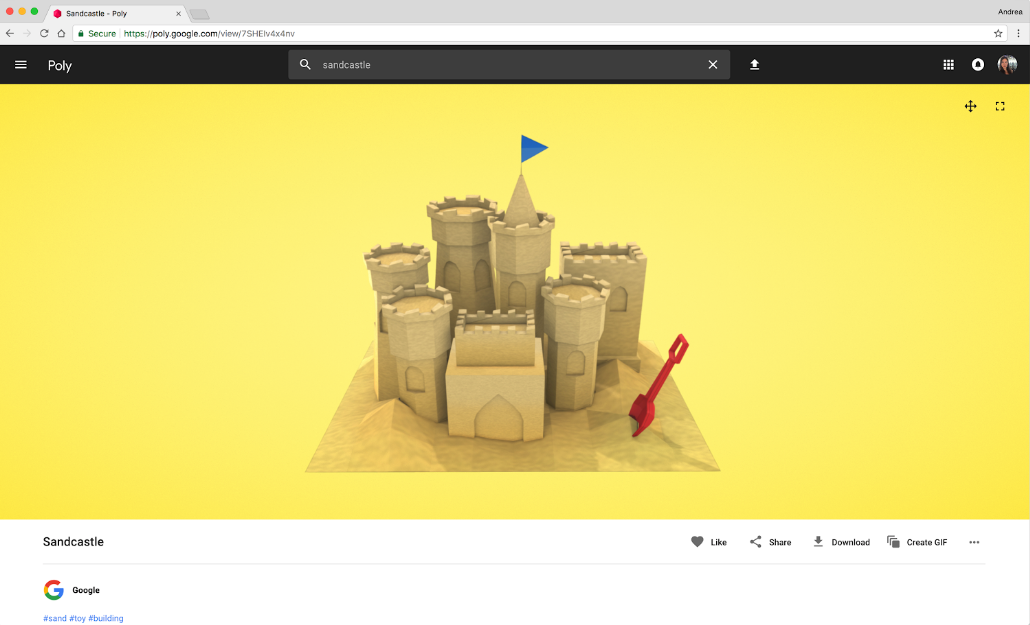 Sandcastle - Poly
Andrea
Secure https://poly.google.com/view/7SHElv4x4nv
Poly
sandcastle
Sandcastle
Like
Share
Download
Create GIF
Google
#sand #toy #building